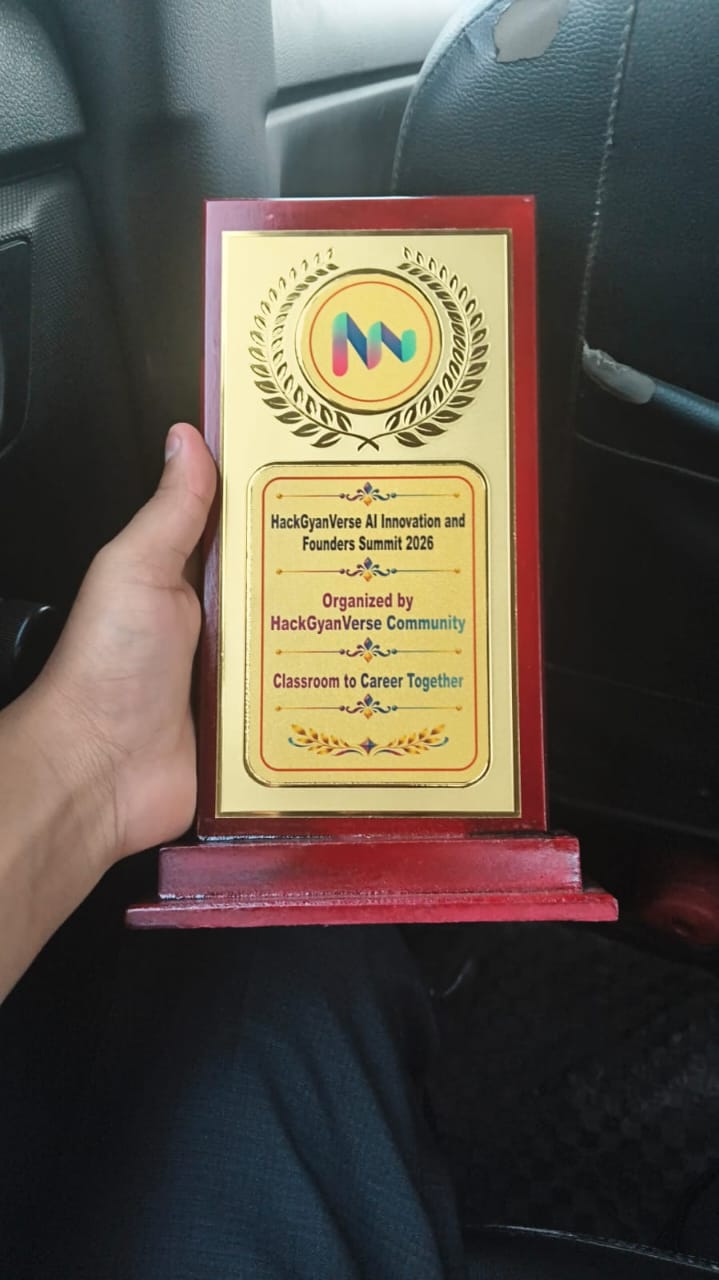 HackGyanVerse AI Innovation and
Founders Summit 2026
Organized by
HackGyanVerse Community
Classroom to Career Together